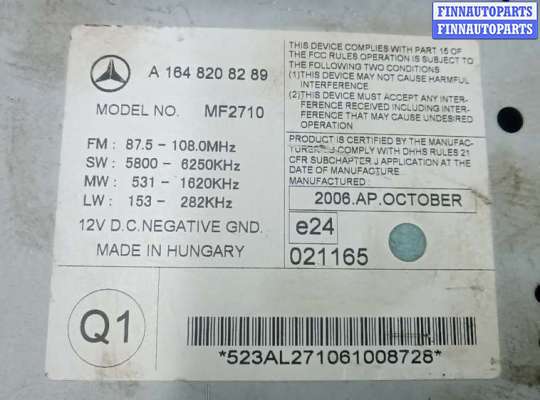 FINNAUTOPARTS
FINNAUTOPARTS
A 164 820 82 89
MODEL NO. MF2710
FM : 87.5 - 108.0MHz
SW : 5800 - 6250KHz
MW : 531 - 1620KHz
LW : 153 - 282KHz
12V D.C.NEGATIVE GND.
MADE IN HUNGARY
THIS DEVICE COMPLIES WITH PART 15 OF
THE FCC RULES OPERATION IS SUBJECT TO
THE FOLLOWING TWO CONDITIONS
(1)THIS DEVICE MAY NOT CAUSE HARMFUL
INTERFERENCE
(2)THIS DEVICE MUST ACCEPT ANY INTER-
FERENCE RECEIVED INCLUDING INTER-
FERENCE THAT MAY CAUSE UNDESIRED
OPERATION
PRODUCT IS CERTIFIED BY THE MANUFAC-
COMPLY WITH DHHS RULES 21
CFR SUBCHAPTER J APPLICATION AT THE
DATE OF MANUFACTURE
MANUFACTURED :
2006.AP.OCTOBER
e24
021165
Q1
*523AL271061008728*
FINNAUTOPARTS
FINNAUTOPARTS